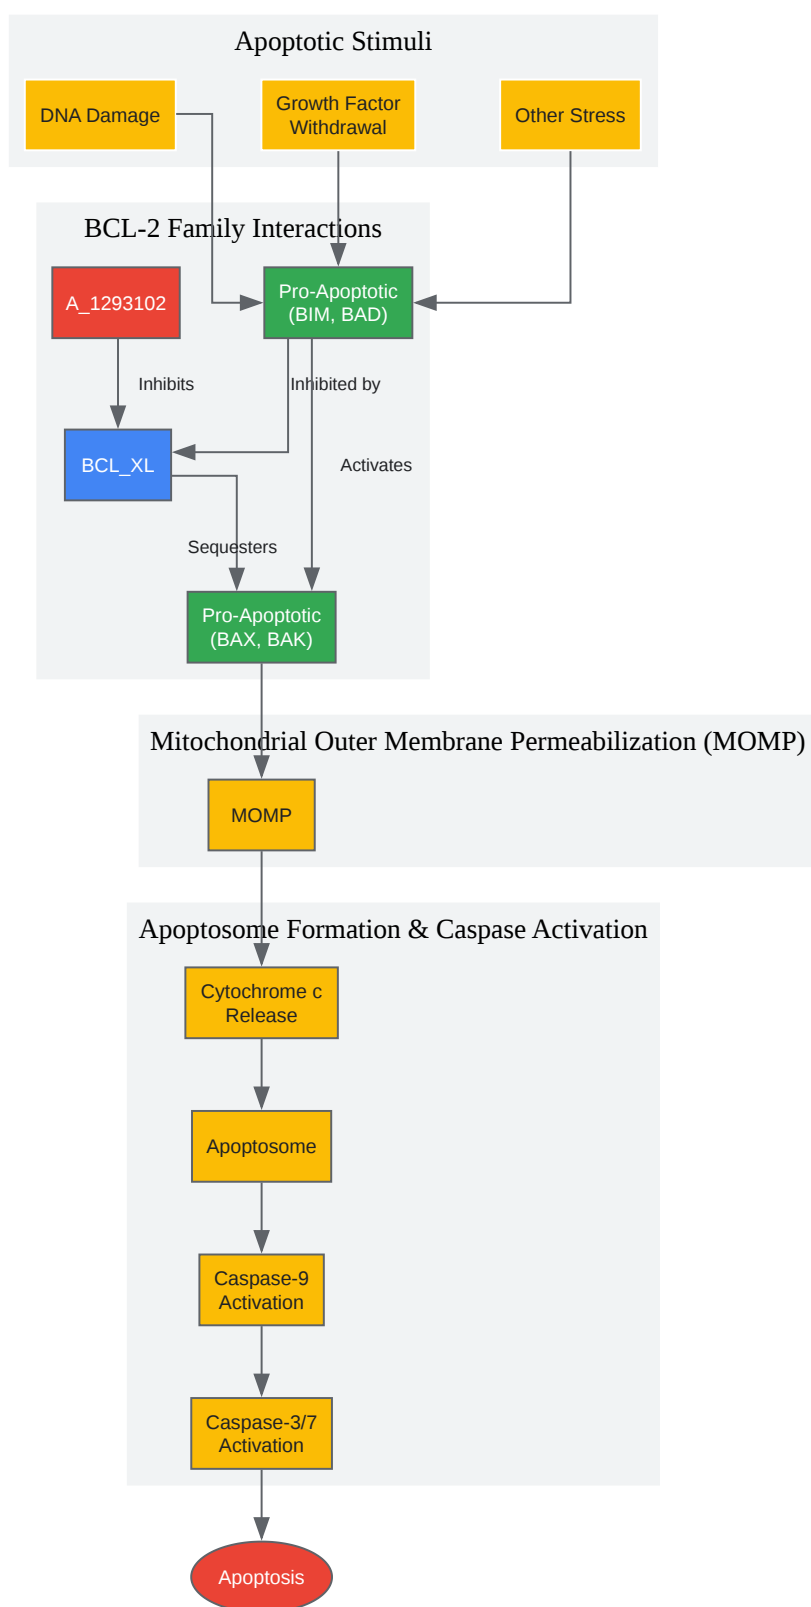 Apoptotic Stimuli
DNA Damage
Growth Factor
Withdrawal
Other Stress
BCL-2 Family Interactions
A_1293102
Pro-Apoptotic
(BIM, BAD)
Inhibits
Inhibited by
BCL_XL
Activates
Sequesters
Pro-Apoptotic
(BAX, BAK)
Mitochondrial Outer Membrane Permeabilization (MOMP)
MOMP
Apoptosome Formation & Caspase Activation
Cytochrome c
Release
Apoptosome
Caspase-9
Activation
Caspase-3/7
Activation
Apoptosis